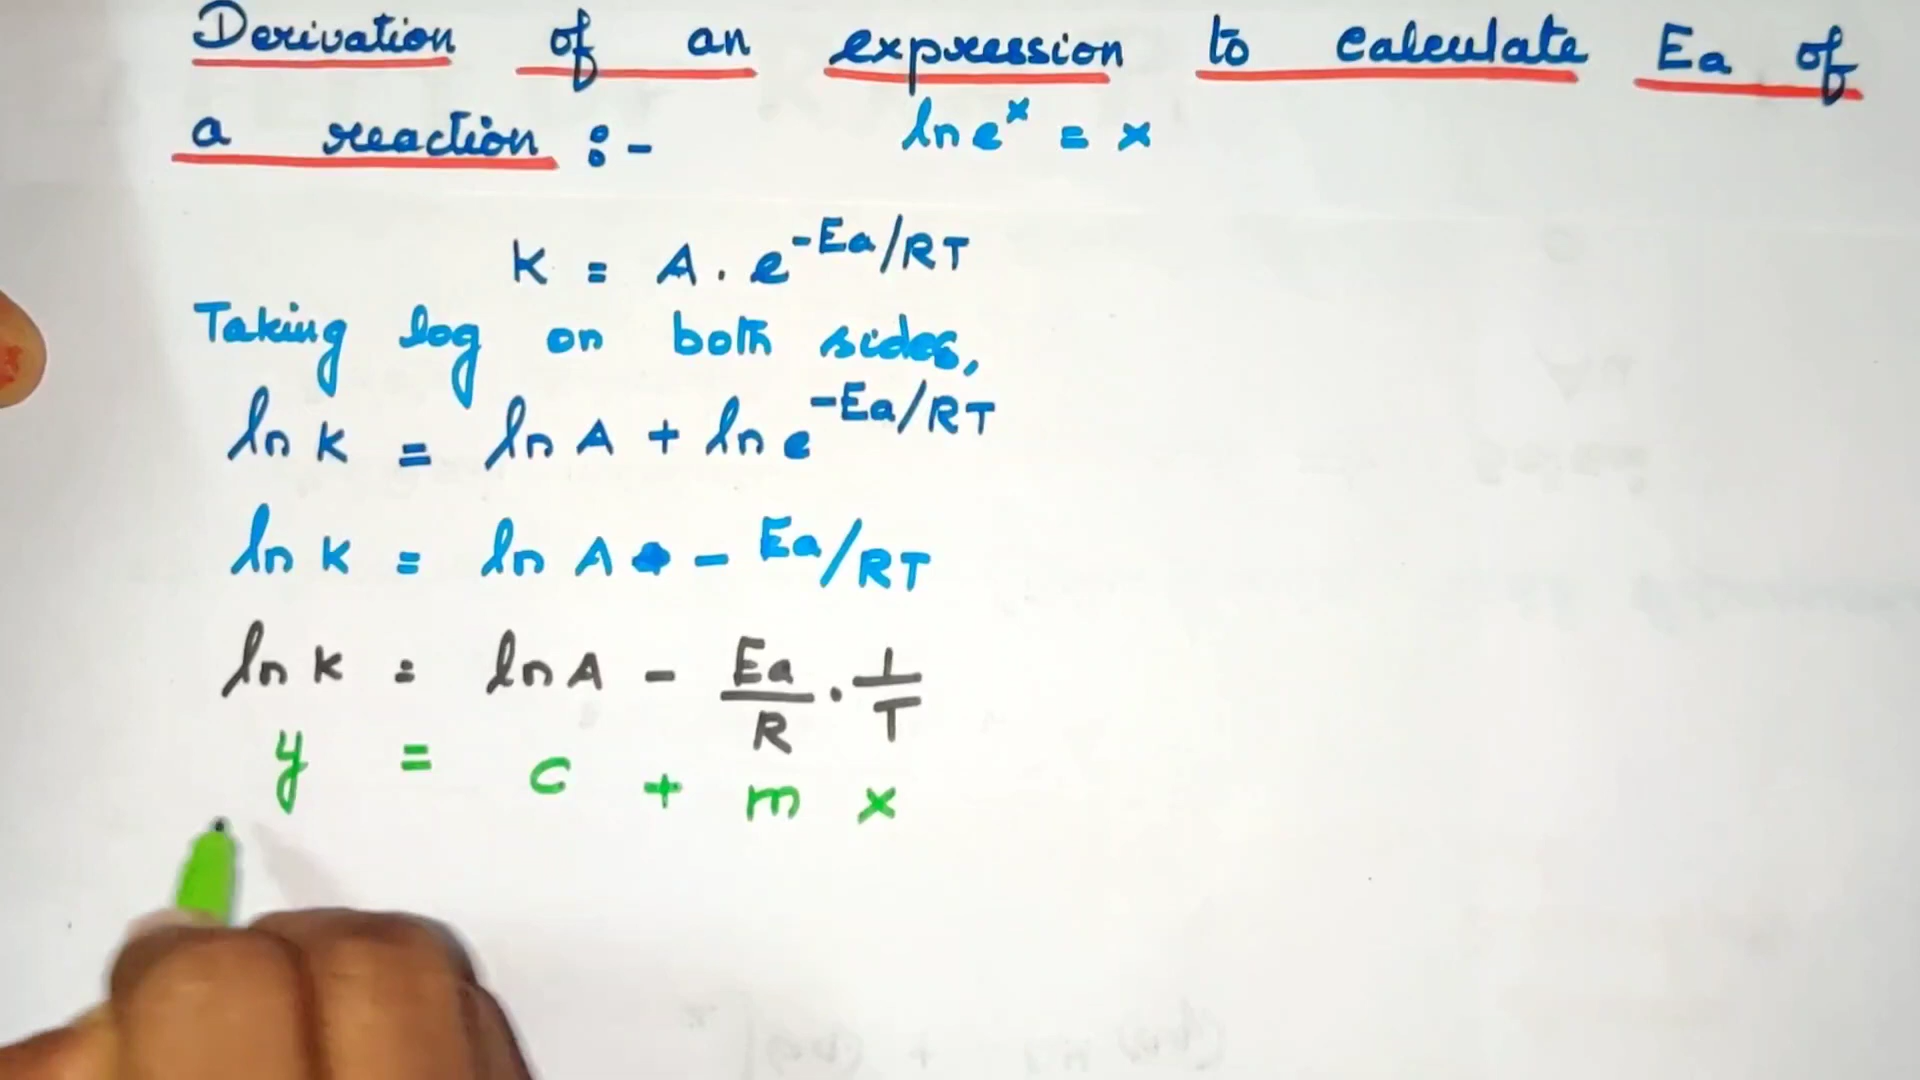 Derivation of an expression to calculate Ea of
a reaction :-
ln e^x = x
K = A . e^-Ea/RT
Taking log on both sides,
ln K = ln A + ln e^-Ea/RT
ln K = ln A - Ea/RT
ln K = ln A - Ea/R . 1/T
y = c + m x